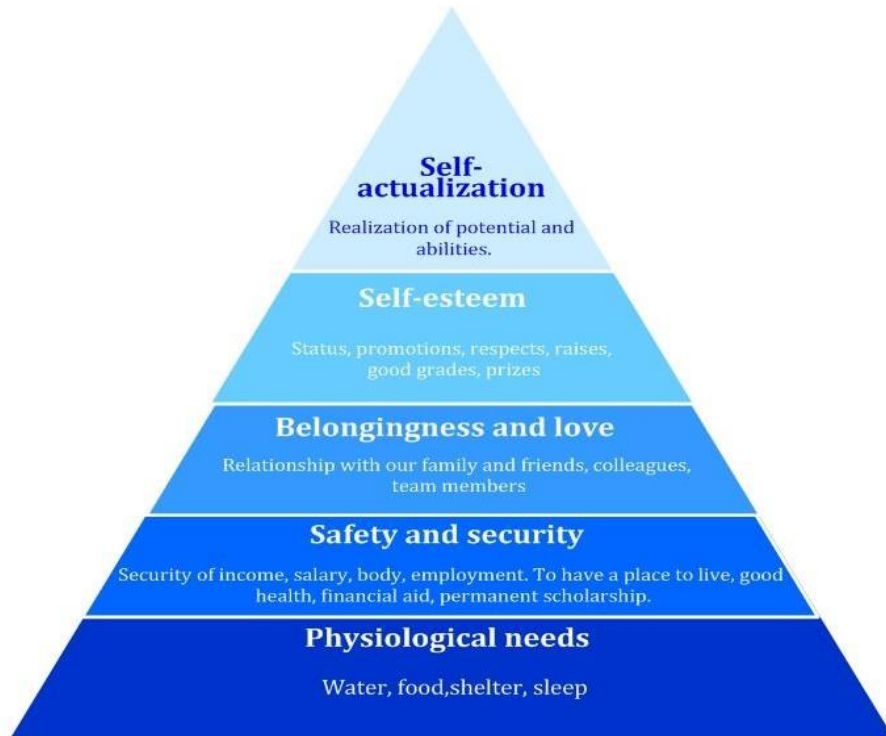 Self-
actualization
Realization of potential and
abilities.
Self-esteem
Status, promotions, respects, raises,
good grades, prizes
Belongingness and love
Relationship with our family and friends, colleagues,
team members
Safety and security
Security of income, salary, body, employment. To have a place to live, good
health, financial aid, permanent scholarship.
Physiological needs
Water, food,shelter, sleep